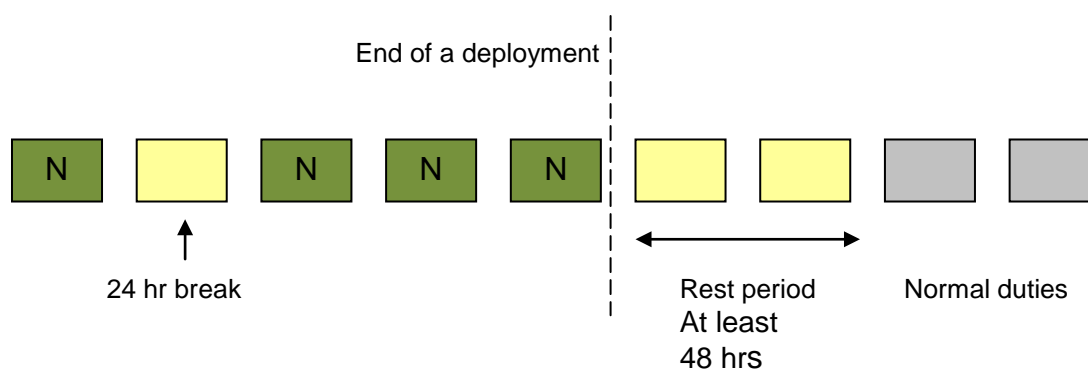 End of a deployment
N N N N
24 hr break
Rest period
At least
48 hrs
Normal duties